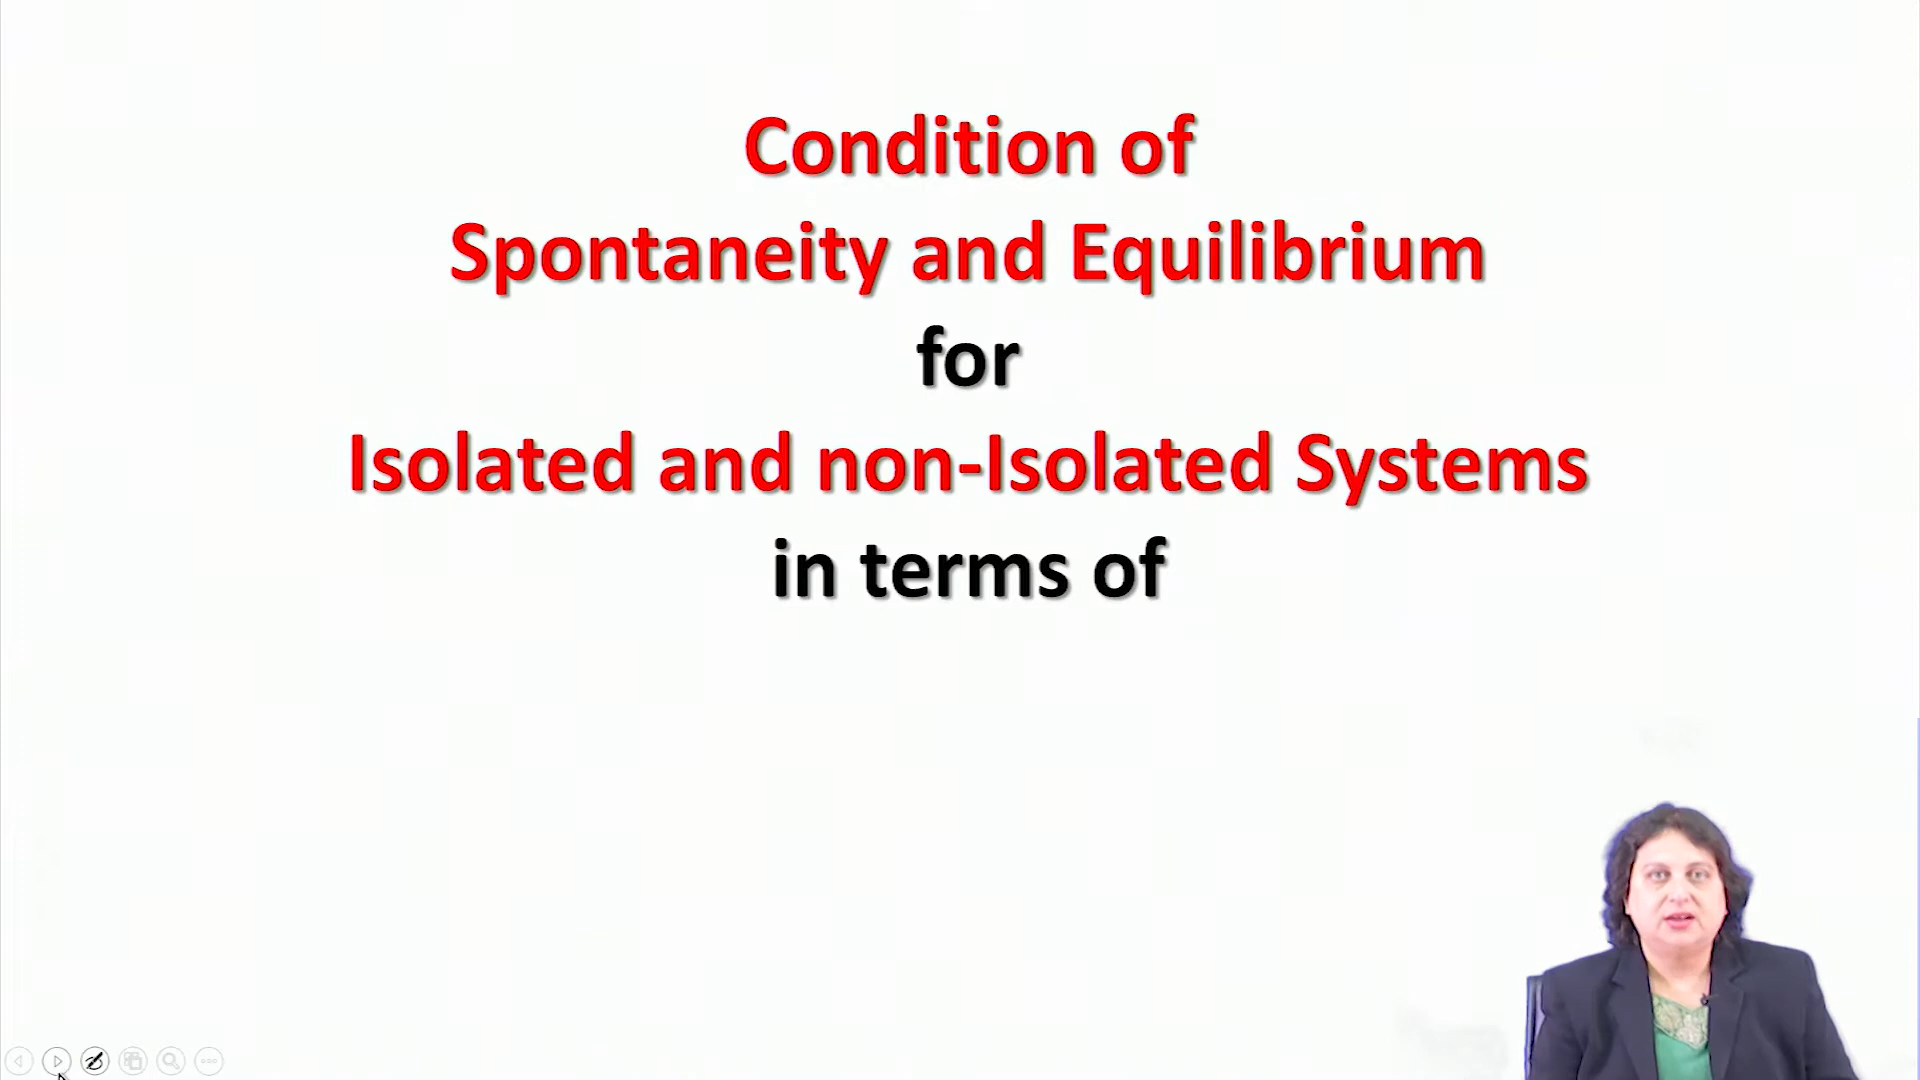 Condition of
Spontaneity and Equilibrium
for
Isolated and non-Isolated Systems
in terms of